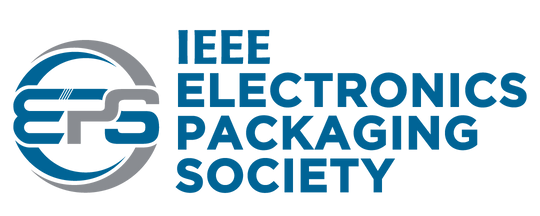 EPS
IEEE
ELECTRONICS
PACKAGING
SOCIETY